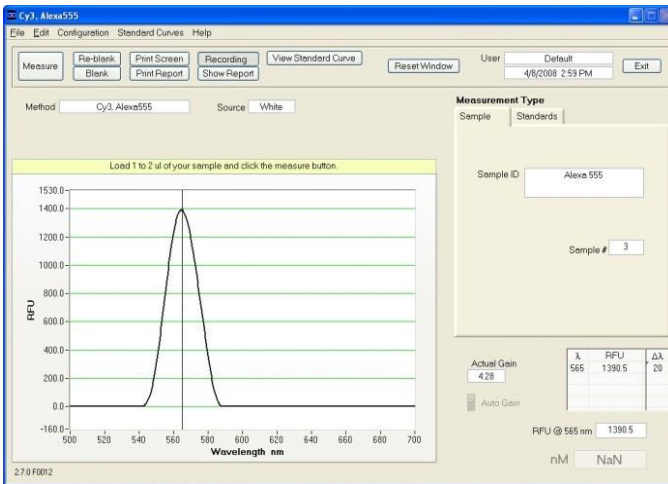 Cy3, Alexa555
File Edit Configuration Standard Curves Help
Measure Re-blank Print Screen Recording View Standard Curve Reset Window User Default Exit
Blank Print Report Show Report 4/8/2008 2:59 PM
Method Cy3, Alexa555 Source White
Measurement Type
Sample Standards
Load 1 to 2 ul of your sample and click the measure button.
Sample ID Alexa 555
Sample # 3
1530.0
1400.0
1200.0
1000.0
800.0
600.0
400.0
200.0
0.0
-160.0
RFU
500 520 540 560 580 600 620 640 660 680 700
Wavelength nm
Actual Gain
4.28
Auto Gain
λ RFU Δλ
565 1390.5 20
RFU @ 565 nm 1390.5
nM NaN
2.7.0 F0012